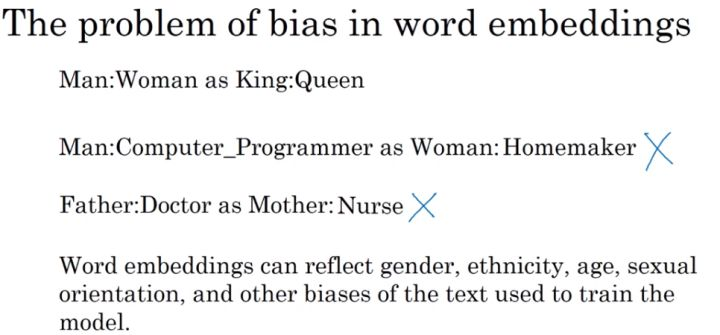 The problem of bias in word embeddings
Man:Woman as King:Queen
Man:Computer_Programmer as Woman:Homemaker
Father:Doctor as Mother:Nurse
Word embeddings can reflect gender, ethnicity, age, sexual
orientation, and other biases of the text used to train the
model.